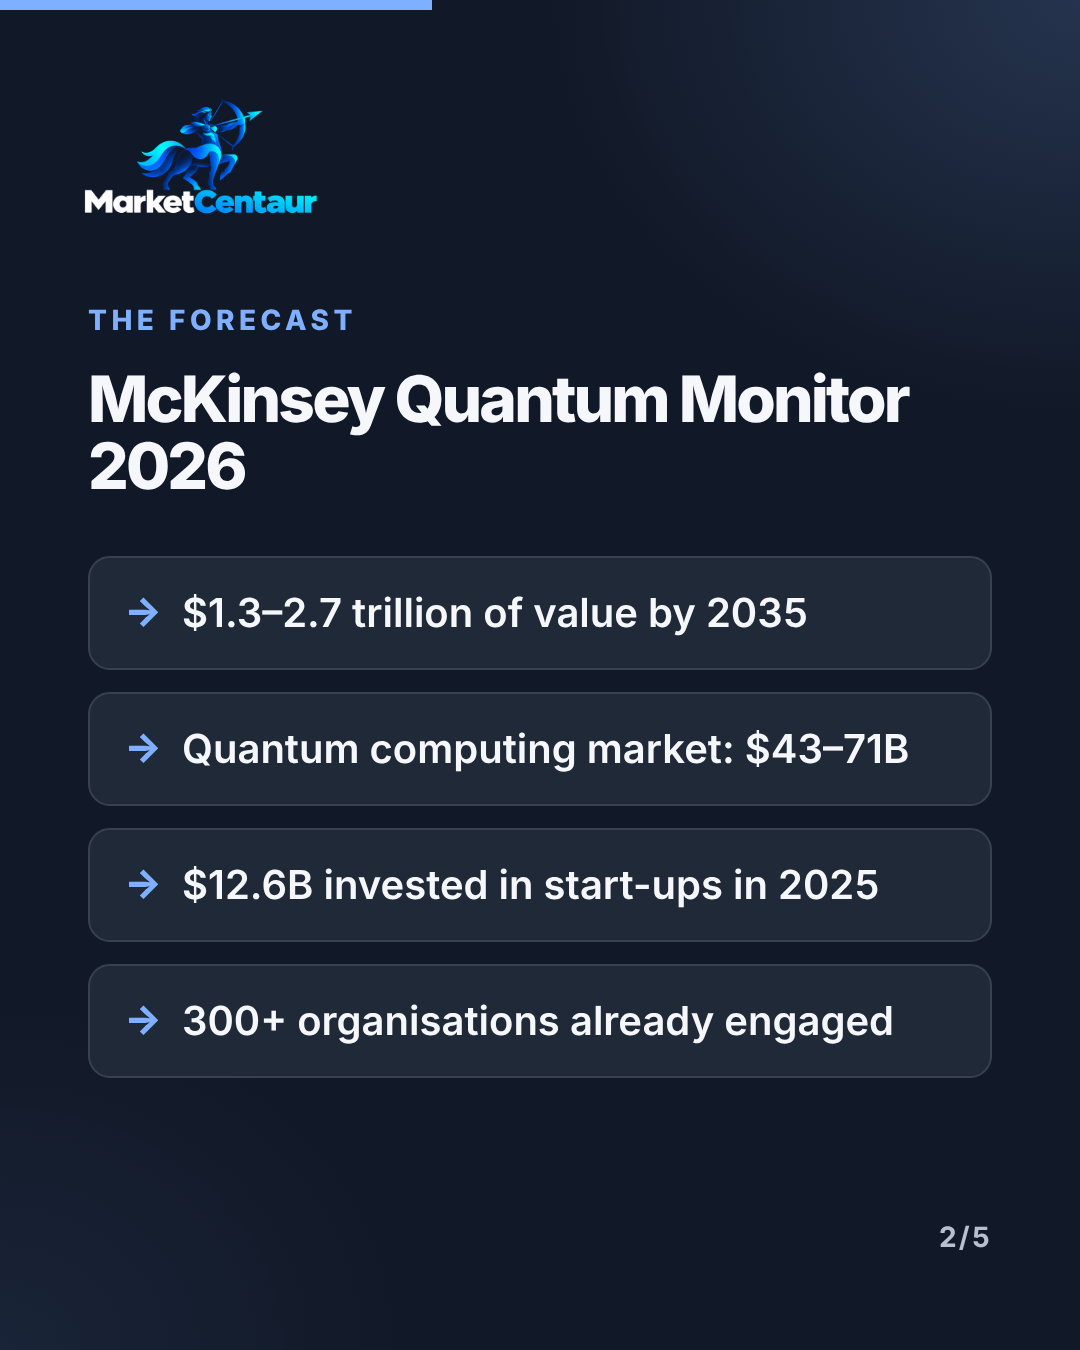 MarketCentaur
THE FORECAST
McKinsey Quantum Monitor
2026
→ $1.3–2.7 trillion of value by 2035
→ Quantum computing market: $43–71B
→ $12.6B invested in start-ups in 2025
→ 300+ organisations already engaged
2/5